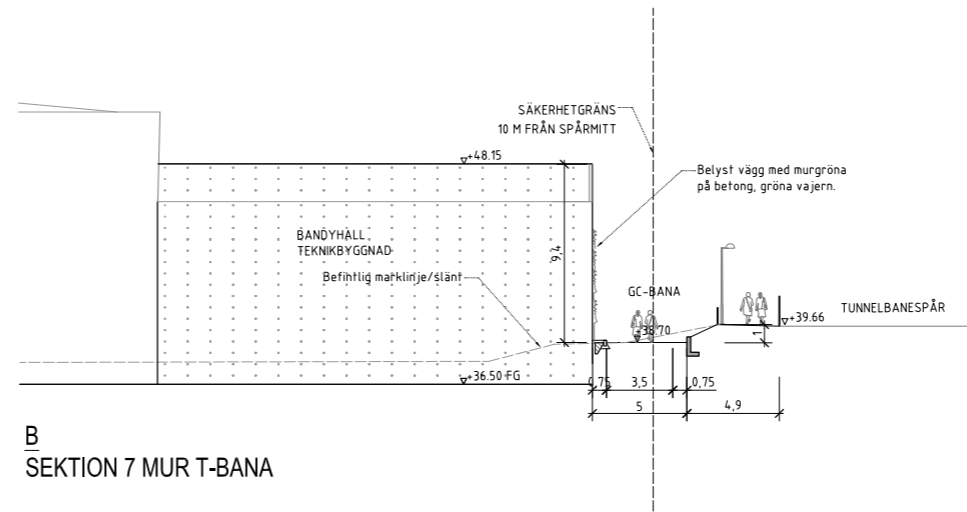 SÄKERHETGRÄNS
10 M FRÅN SPÅRMITT
+48.15
Belyst vägg med murgröna
på betong, gröna vajern.
BANDYHALL
TEKNIKBYGGNAD
9,4
Befintlig marklinje/slänt
GC-BANA
+38.70
+39.66
TUNNELBANESPÅR
1
+36.50 FG
0,75
3,5
0,75
5
4,9
B
SEKTION 7 MUR T-BANA